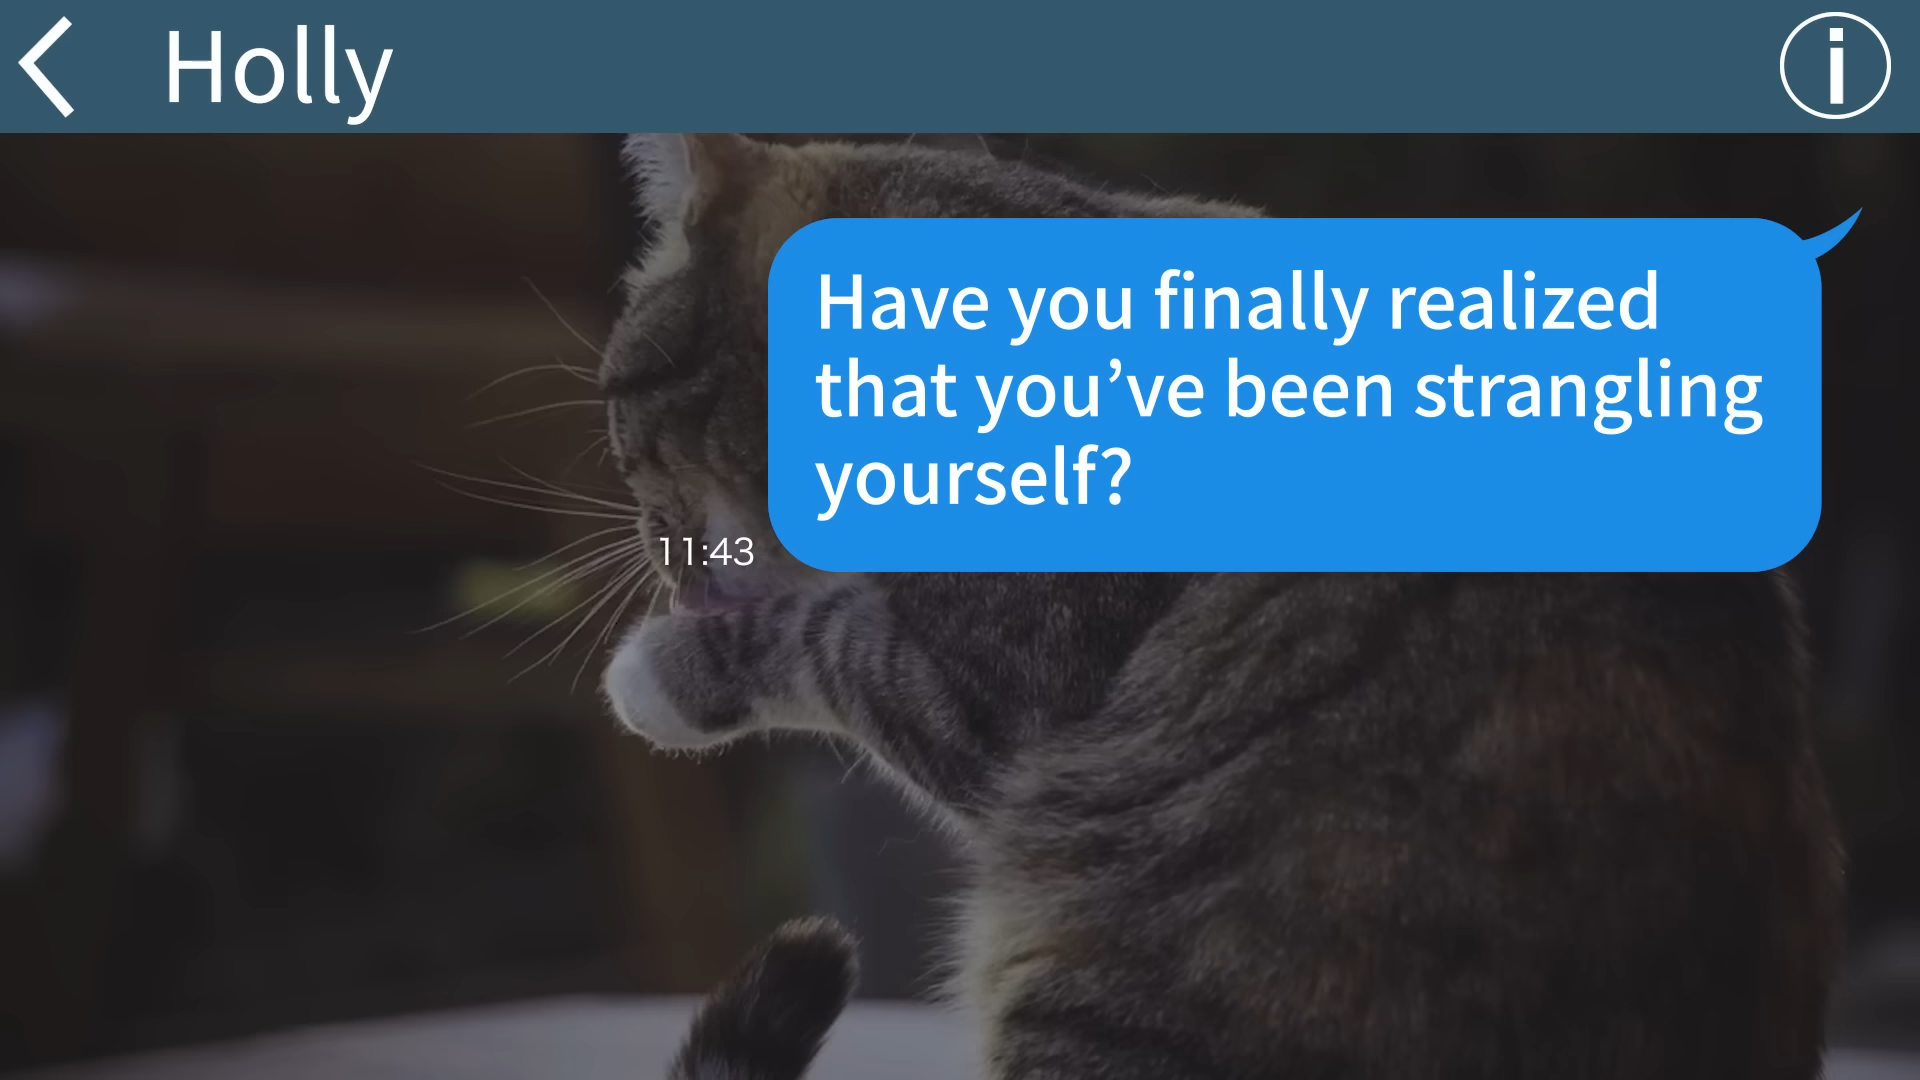 Holly
Have you finally realized
that you’ve been strangling
yourself?
11:43